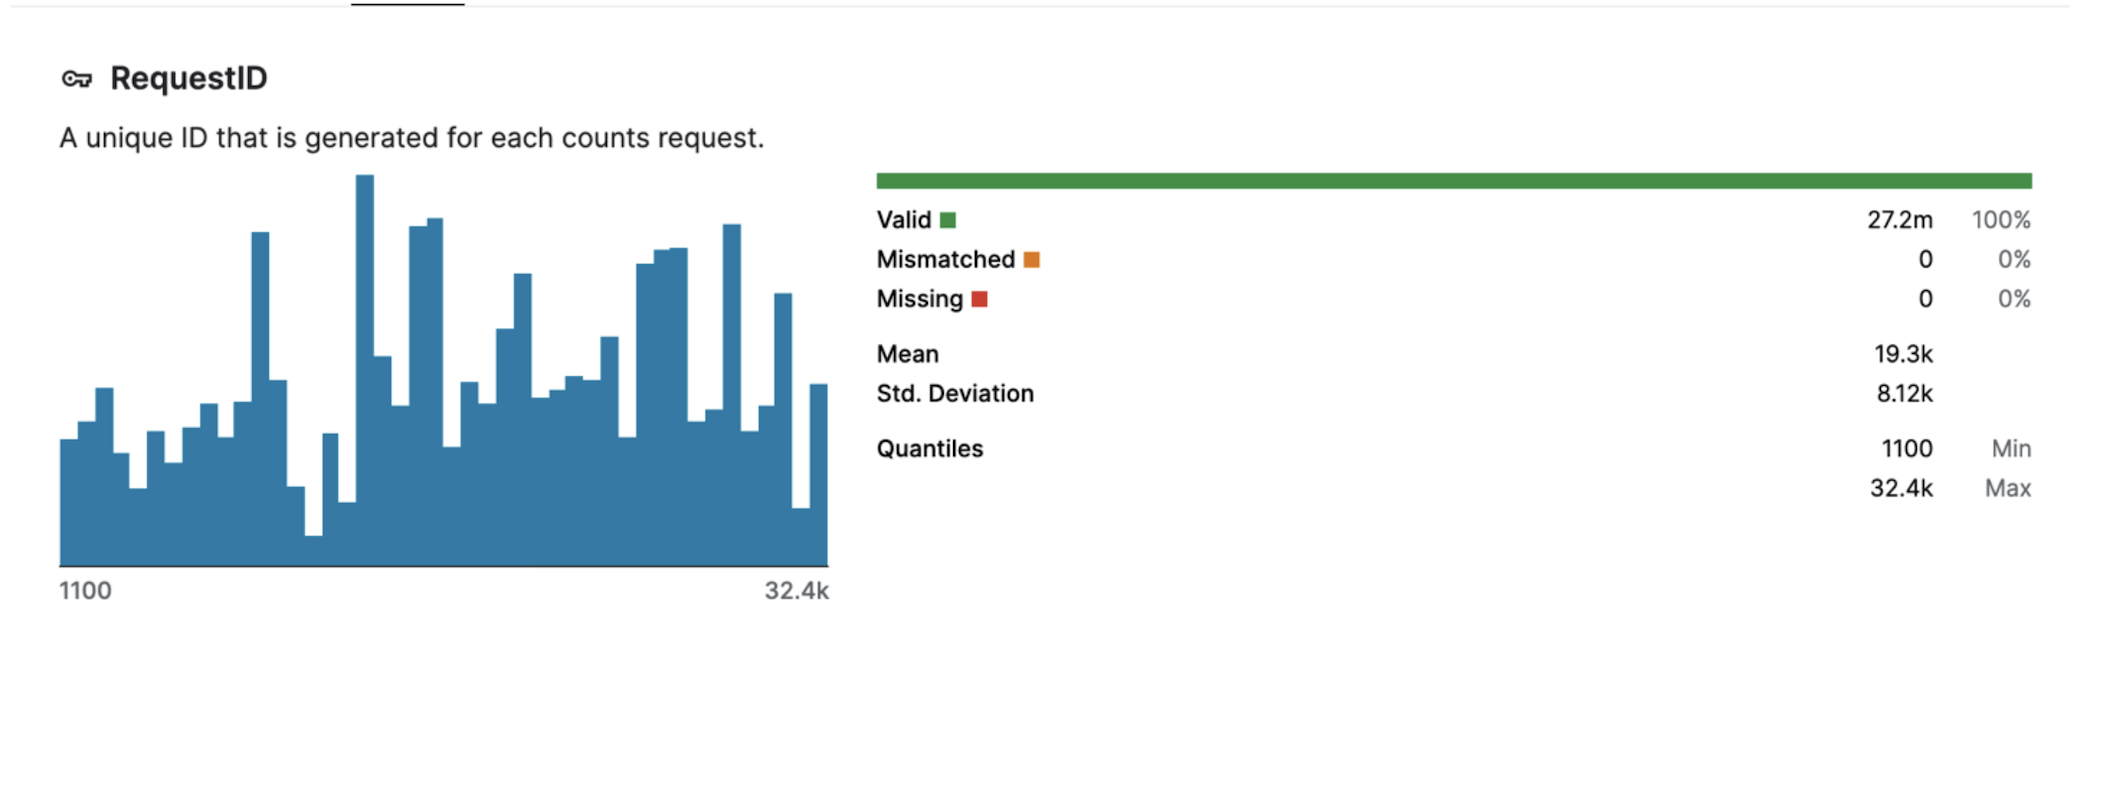 RequestID
A unique ID that is generated for each counts request.
1100 32.4k
Valid 27.2m 100%
Mismatched 0 0%
Missing 0 0%
Mean 19.3k
Std. Deviation 8.12k
Quantiles 1100 Min
32.4k Max